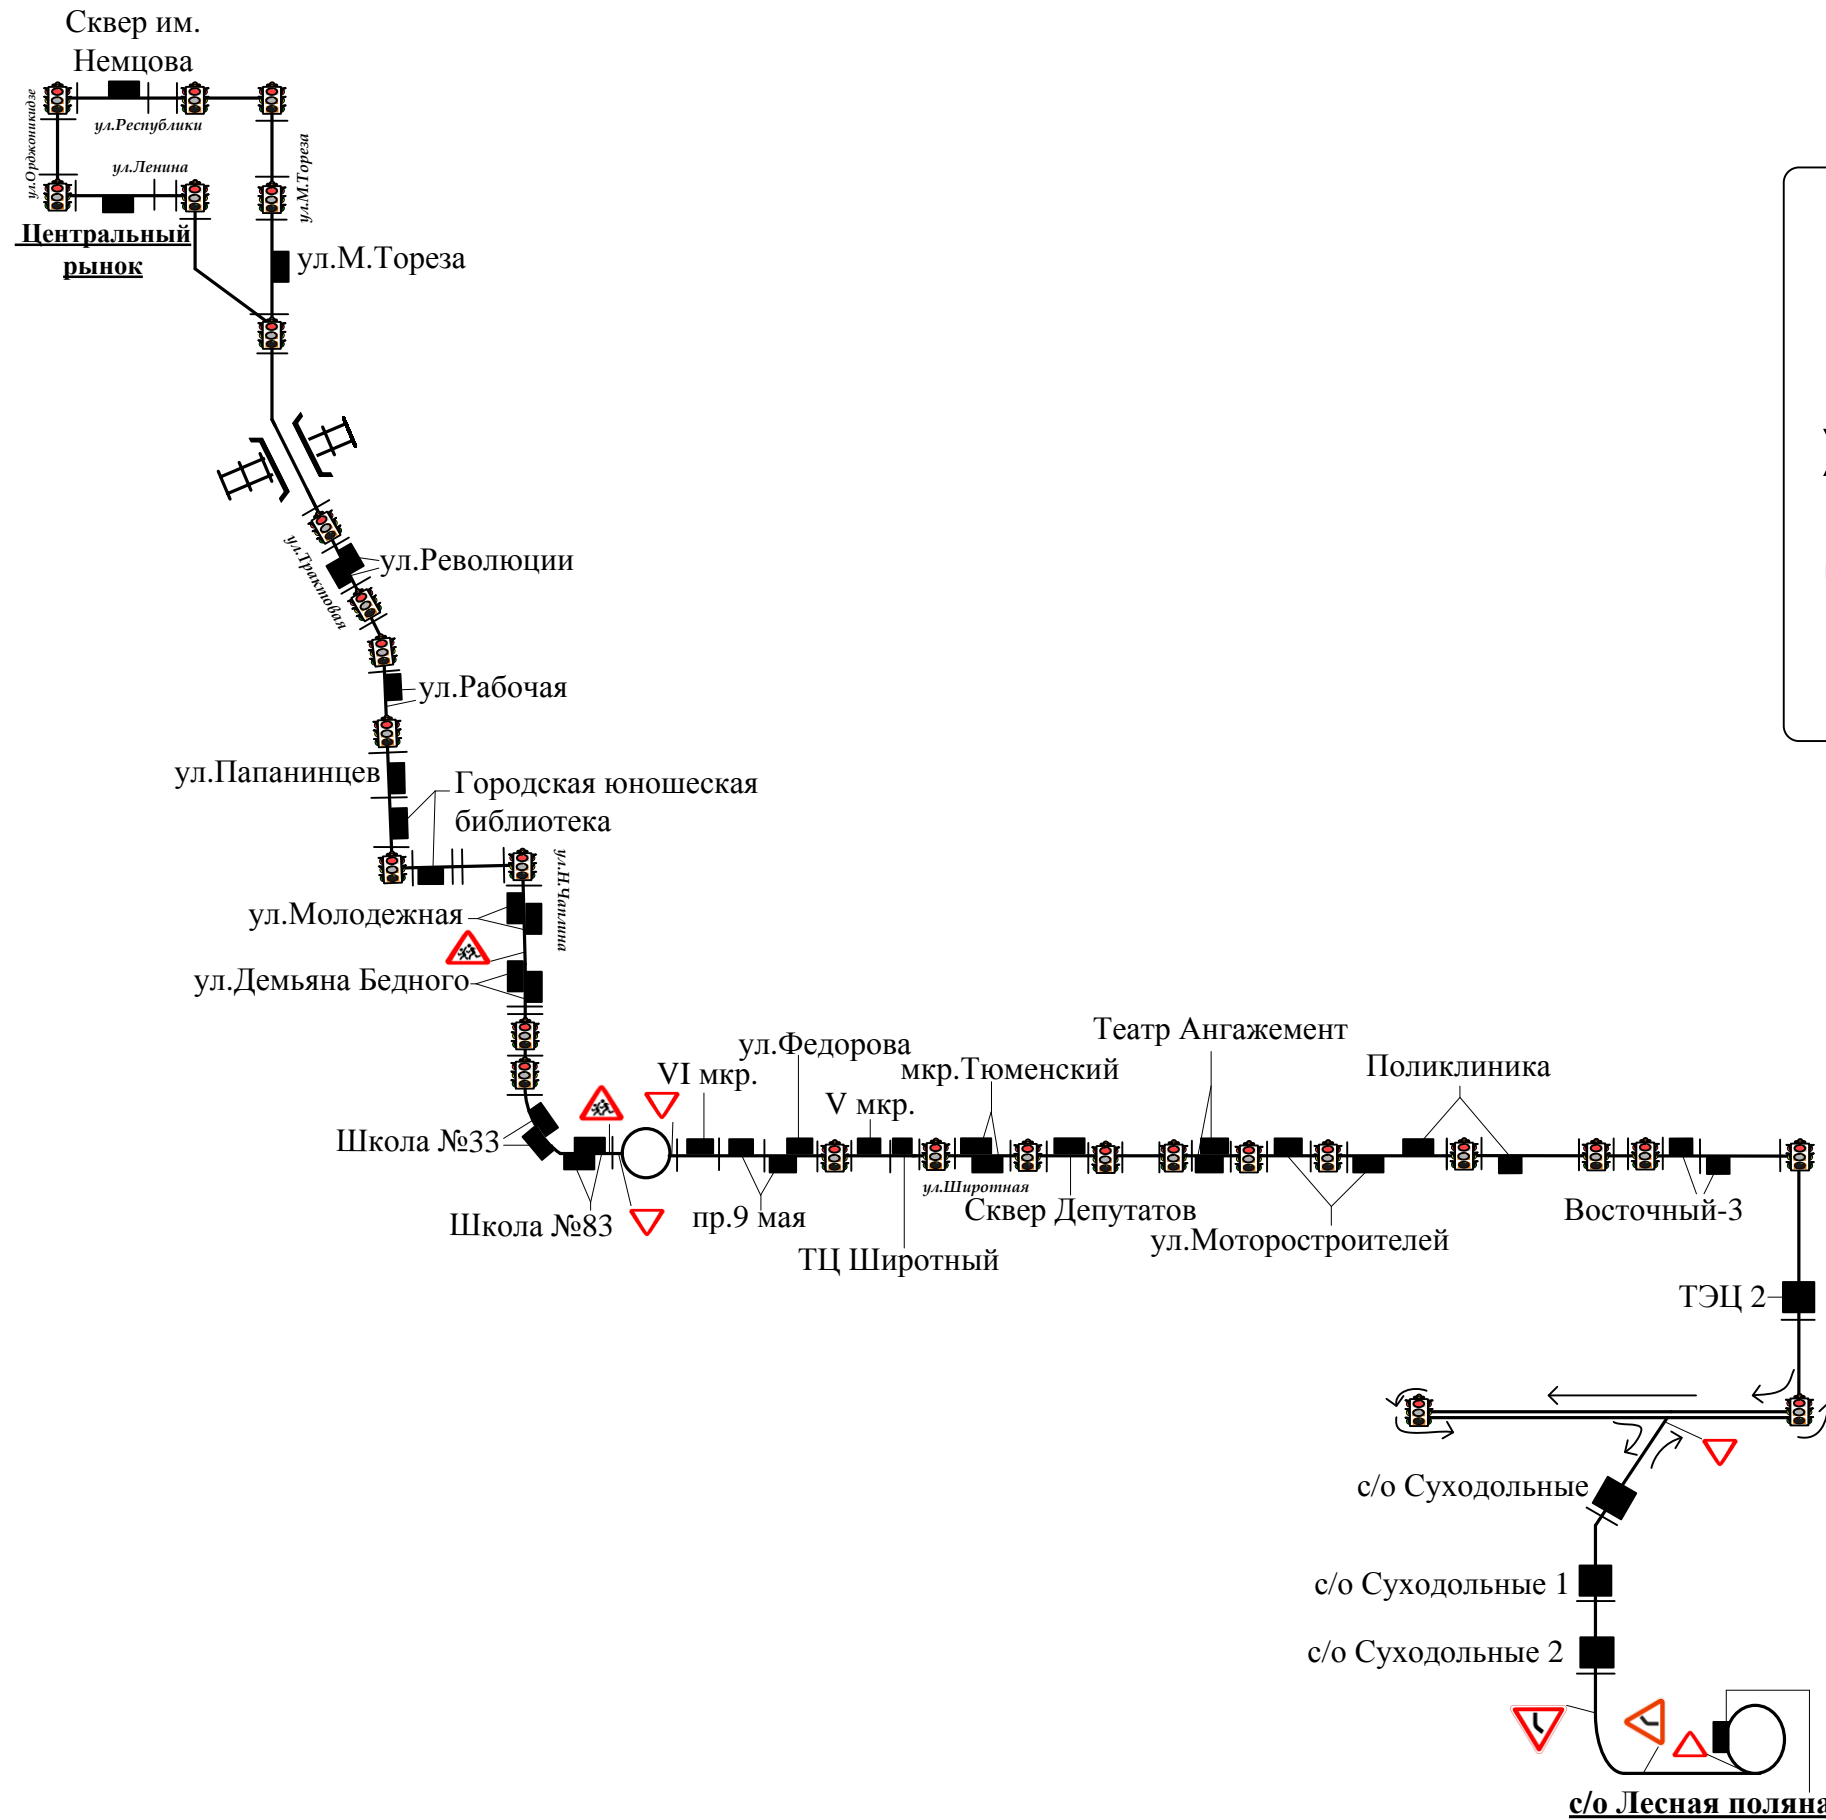 Сквер им.
Немцова
ул.Орджоникидзе
ул.Республики
ул.Ленина
ул.М.Тореза
Центральный
рынок
ул.М.Тореза
ул.Революции
ул.Трактовая
ул.Рабочая
ул.Папанинцев
Городская юношеская
библиотека
ул.Н.Чаплина
ул.Молодежная
ул.Демьяна Бедного
Театр Ангажемент
ул.Федорова
мкр.Тюменский
Поликлиника
VI мкр.
V мкр.
Школа №33
ул.Широтная
Школа №83
пр.9 мая
Сквер Депутатов
Восточный-3
ул.Моторостроителей
ТЦ Широтный
ТЭЦ 2
с/о Суходольные
с/о Суходольные 1
с/о Суходольные 2
с/о Лесная поляна